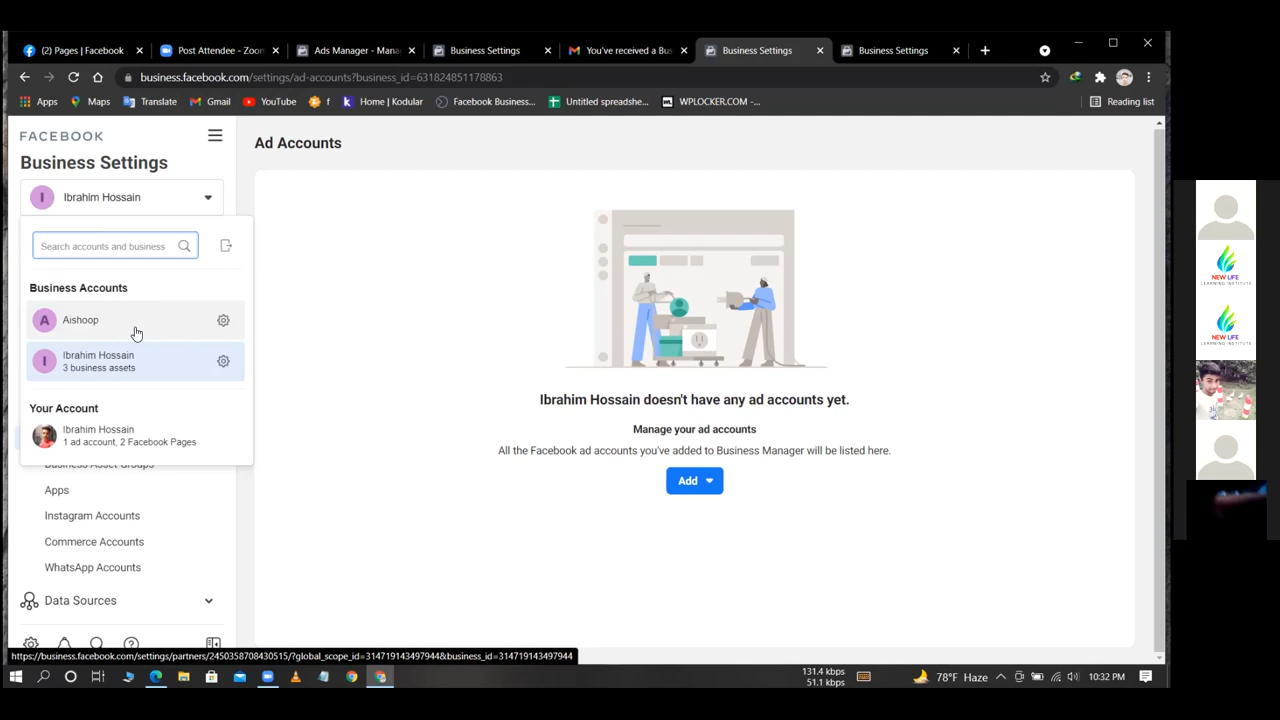 (2) Pages | Facebook
Post Attendee - Zoom
Ads Manager - Mana
Business Settings
You've received a Bus
Business Settings
Business Settings
business.facebook.com/settings/ad-accounts?business_id=631824851178863
Apps
Maps
Translate
Gmail
YouTube
f
Home | Kodular
Facebook Business...
Untitled spreadshe...
WPLOCKER.COM -...
Reading list
FACEBOOK
Business Settings
I
Ibrahim Hossain
Search accounts and business
Business Accounts
A
Aishoop
I
Ibrahim Hossain
3 business assets
Your Account
Ibrahim Hossain
1 ad account, 2 Facebook Pages
Business Asset Groups
Apps
Instagram Accounts
Commerce Accounts
WhatsApp Accounts
Data Sources
Ad Accounts
Ibrahim Hossain doesn't have any ad accounts yet.
Manage your ad accounts
All the Facebook ad accounts you've added to Business Manager will be listed here.
Add
NEW LIFE
LEARNING INSTITUTE
NEW LIFE
LEARNING INSTITUTE
https://business.facebook.com/settings/partners/2450358708430515/?global_scope_id=314719143497944&business_id=314719143497944
131.4 kbps
51.1 kbps
78°F Haze
10:32 PM